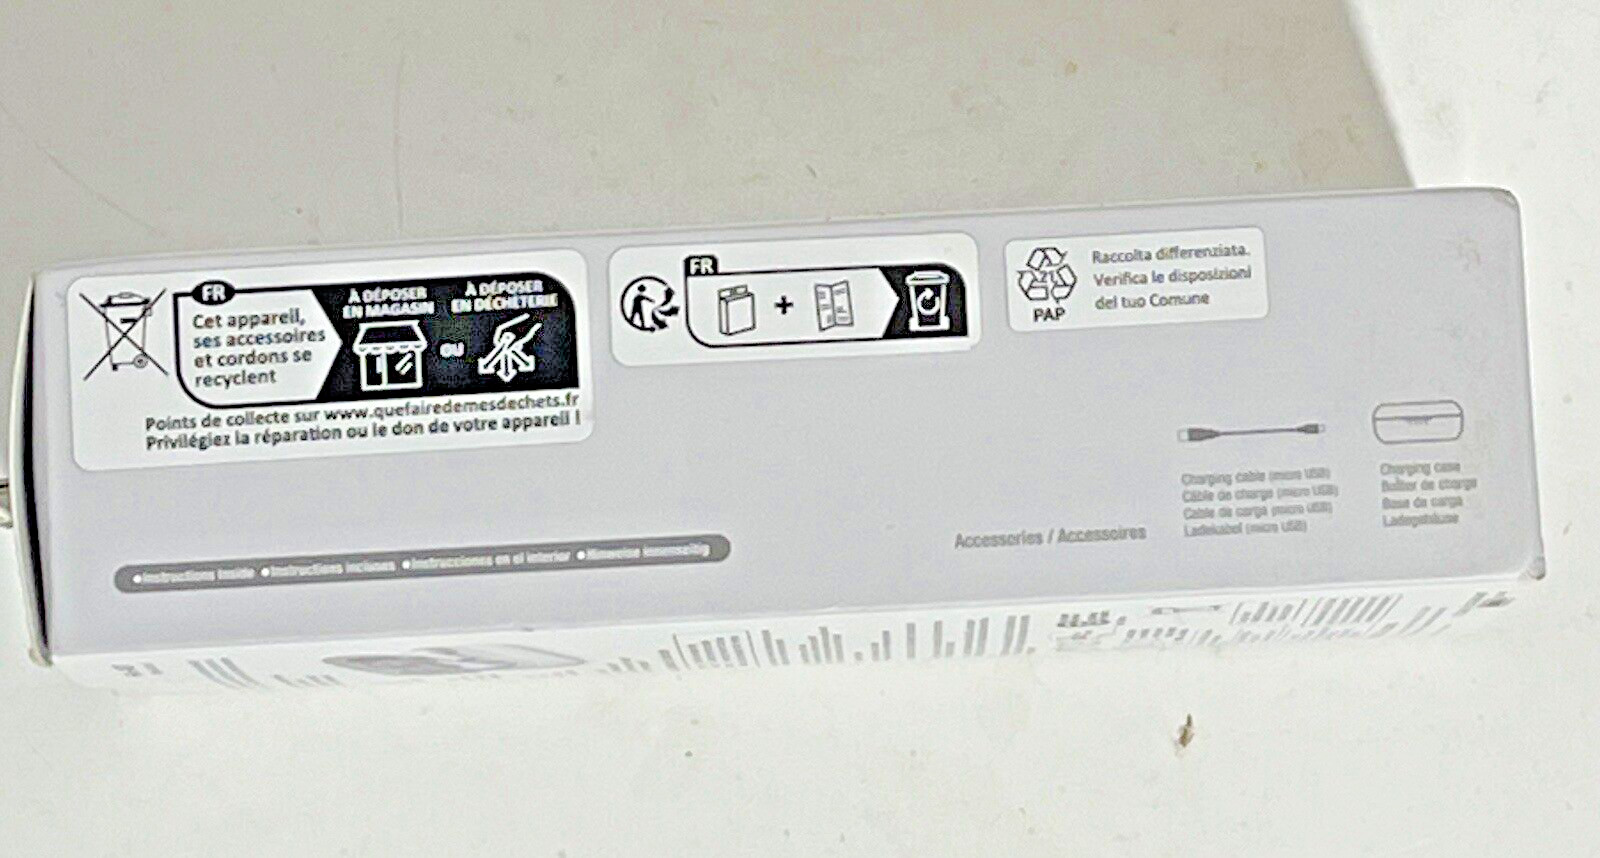 FR
Cet appareil,
ses accessoires
et cordons se
recyclent
À DÉPOSER
EN MAGASIN
OU
À DÉPOSER
EN DÉCHÈTERIE
Points de collecte sur www.quefairedemesdechets.fr
Privilégiez la réparation ou le don de votre appareil !
FR
+
21
PAP
Raccolta differenziata.
Verifica le disposizioni
del tuo Comune
Accessories / Accessoires
Charging cable (micro USB)
Câble de charge (micro USB)
Cable de carga (micro USB)
Ladekabel (micro USB)
Charging case
Boîtier de charge
Base de carga
Ladegehäuse
•Instructions inside •Instructions incluses •Instrucciones en el interior •Hinweise innenseitig